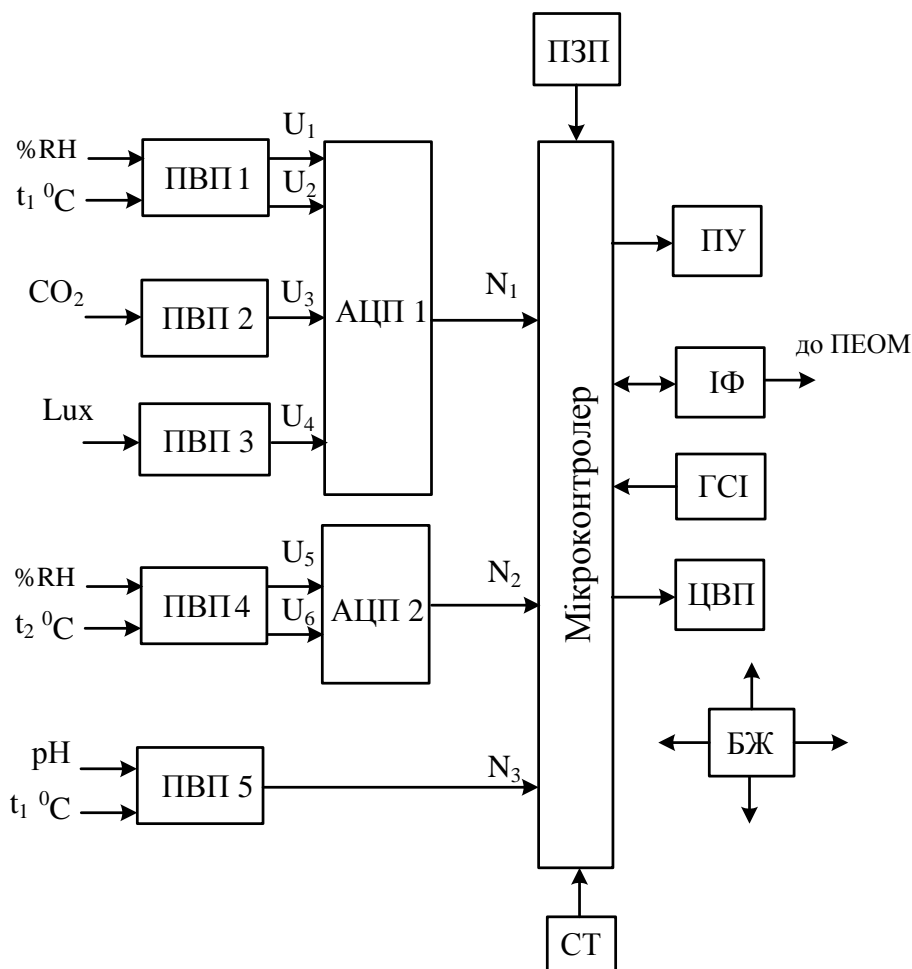 ПЗП
%RH
t₁ ⁰C
ПВП 1
U₁
U₂
CO₂
ПВП 2
U₃
АЦП 1
N₁
Lux
ПВП 3
U₄
ПУ
до ПЕОМ
ІФ
ГСІ
ЦВП
Мікроконтролер
%RH
t₂ ⁰C
ПВП 4
U₅
U₆
АЦП 2
N₂
БЖ
pH
t₁ ⁰C
ПВП 5
N₃
СТ